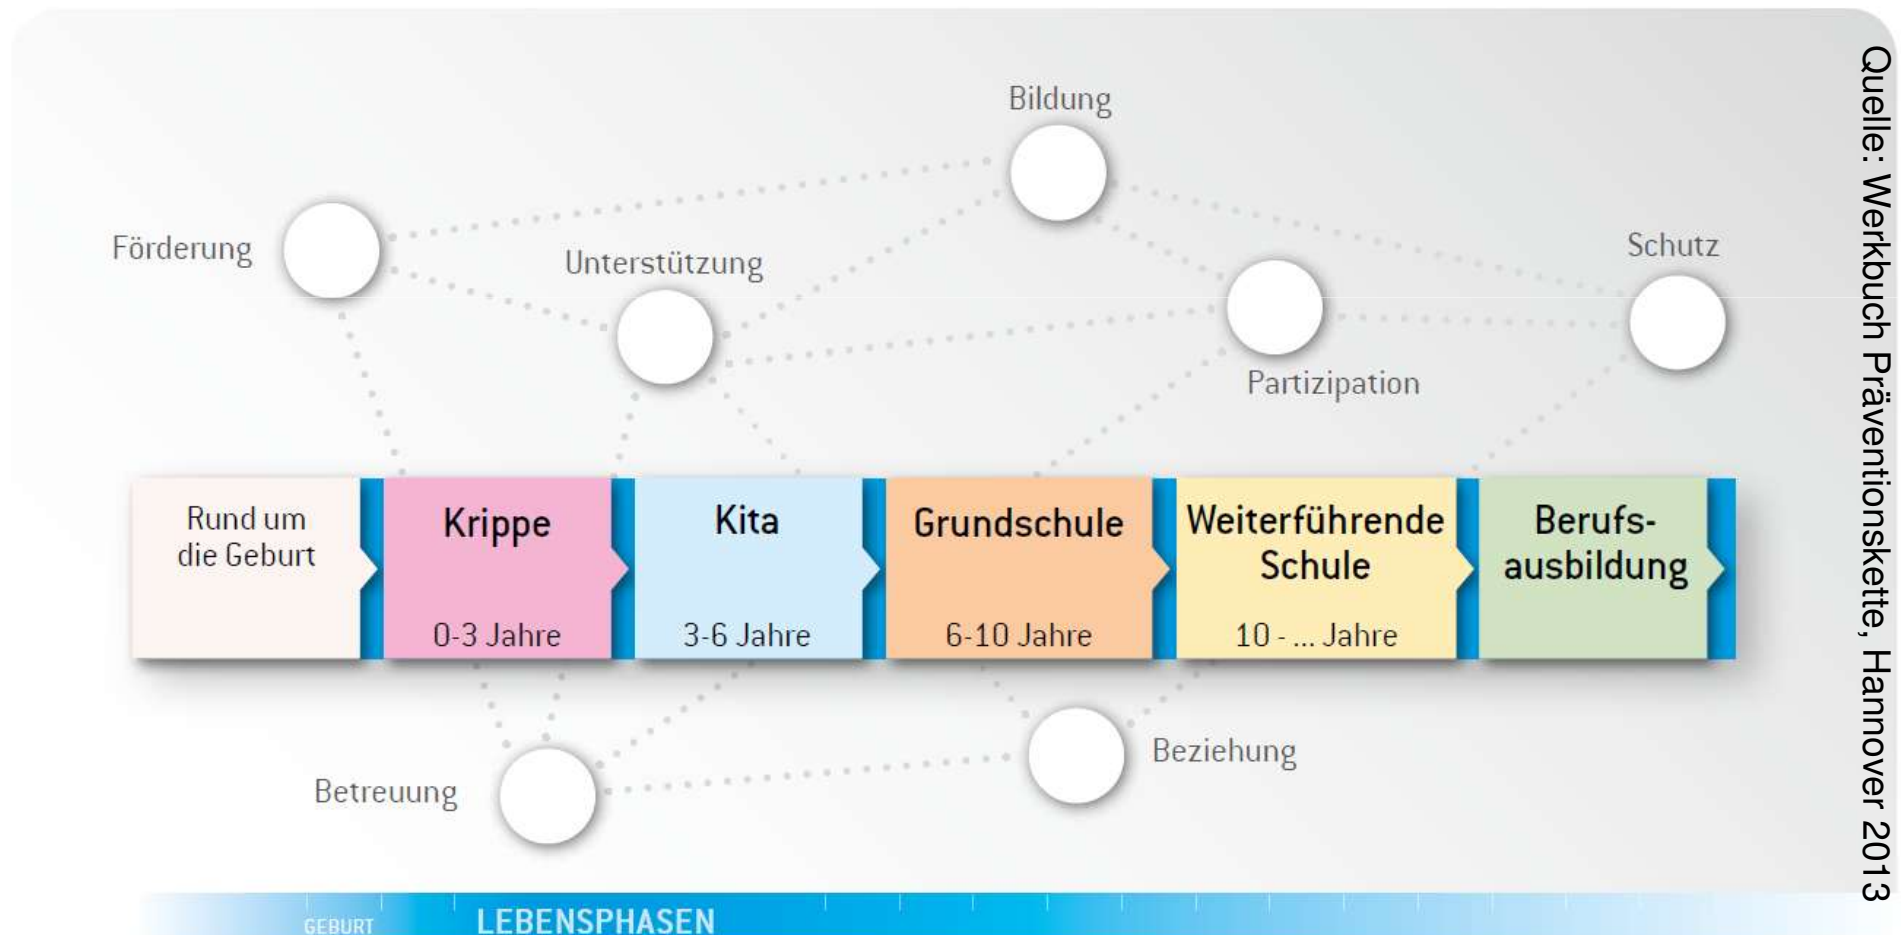 Bildung
Förderung
Unterstützung
Schutz
Partizipation
Rund um
die Geburt
Krippe
0-3 Jahre
Kita
3-6 Jahre
Grundschule
6-10 Jahre
Weiterführende
Schule
10 - ... Jahre
Berufs-
ausbildung
Betreuung
Beziehung
GEBURT
LEBENSPHASEN
Quelle: Werkbuch Präventionskette, Hannover 2013